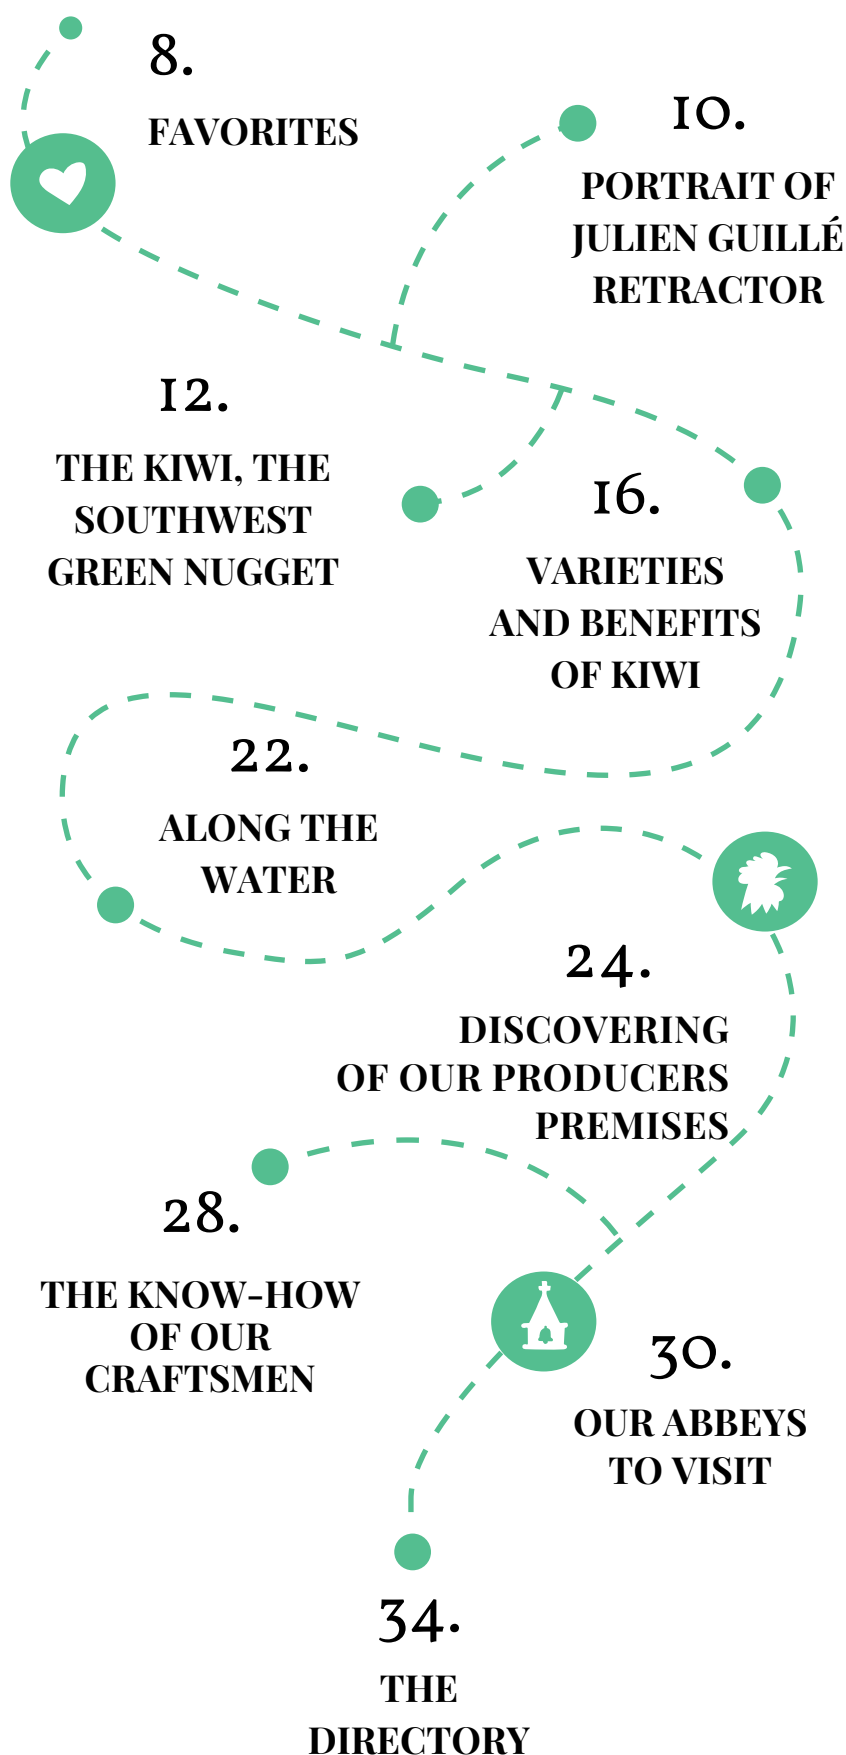 8.
FAVORITES
10.
PORTRAIT OF
JULIEN GUILLÉ
RETRACTOR
12.
THE KIWI, THE
SOUTHWEST
GREEN NUGGET
16.
VARIETIES
AND BENEFITS
OF KIWI
22.
ALONG THE
WATER
24.
DISCOVERING
OF OUR PRODUCERS
PREMISES
28.
THE KNOW-HOW
OF OUR
CRAFTSMEN
30.
OUR ABBEYS
TO VISIT
34.
THE
DIRECTORY